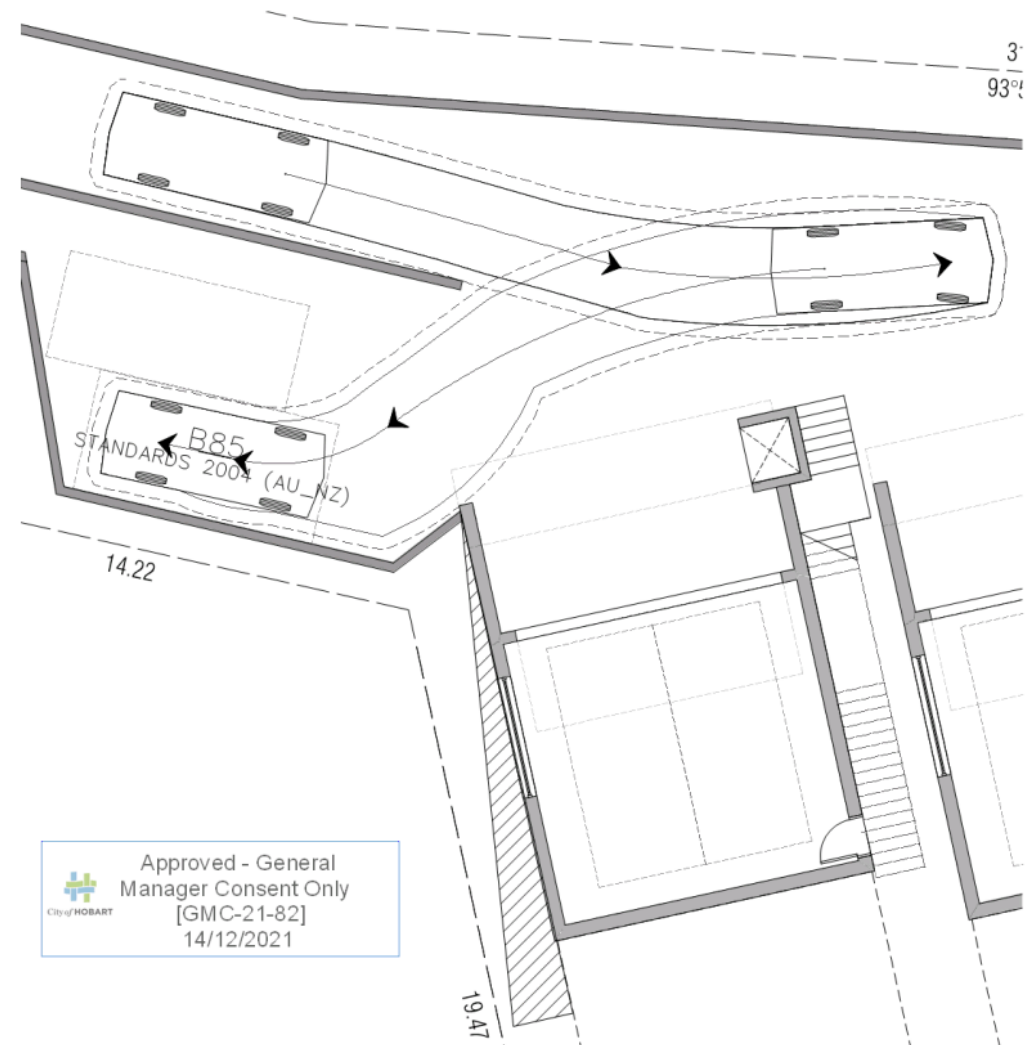 3
93°5
B85
STANDARDS 2004 (AU_NZ)
14.22
Approved - General
Manager Consent Only
[GMC-21-82]
14/12/2021
City of HOBART
19.47